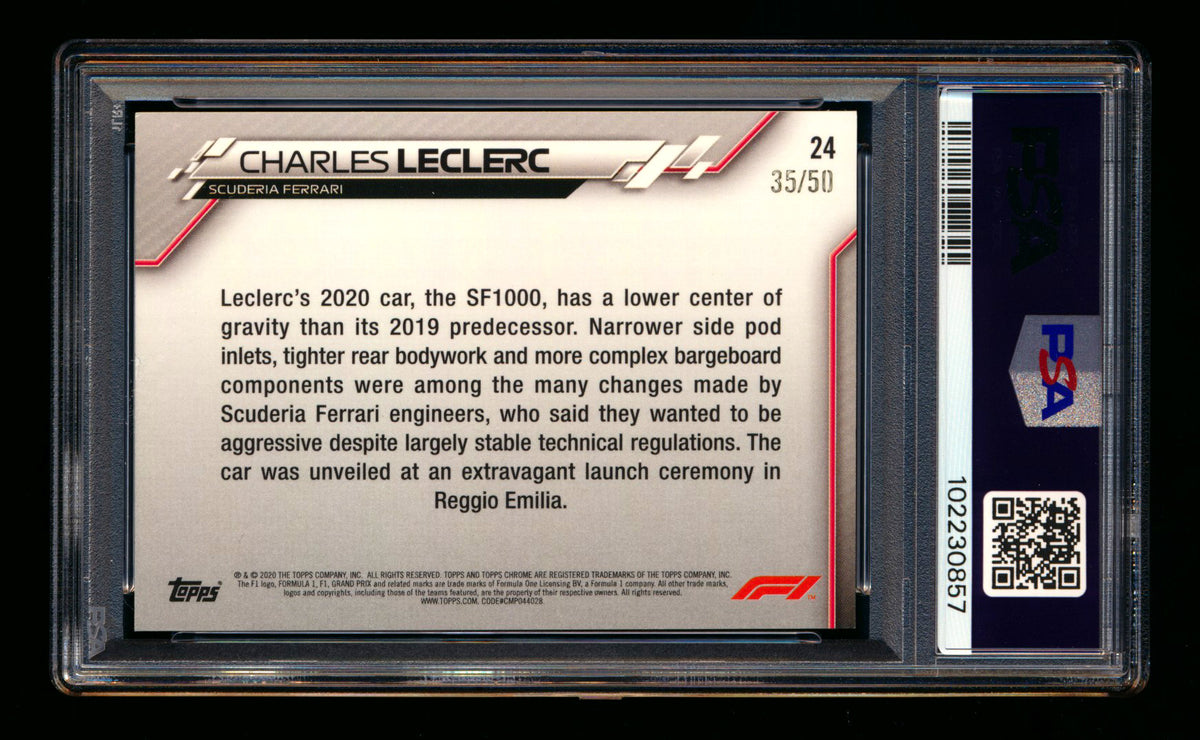 CHARLES LECLERC
SCUDERIA FERRARI
24
35/50
Leclerc's 2020 car, the SF1000, has a lower center of
gravity than its 2019 predecessor. Narrower side pod
inlets, tighter rear bodywork and more complex bargeboard
components were among the many changes made by
Scuderia Ferrari engineers, who said they wanted to be
aggressive despite largely stable technical regulations. The
car was unveiled at an extravagant launch ceremony in
Reggio Emilia.
Topps®
® & © 2020 THE TOPPS COMPANY, INC. ALL RIGHTS RESERVED. TOPPS AND TOPPS CHROME ARE REGISTERED TRADEMARKS OF THE TOPPS COMPANY, INC.
The F1 logo, FORMULA 1, F1, GRAND PRIX and related marks are trade marks of Formula One Licensing BV, a Formula 1 company. All other trade marks,
logos and copyrights, including those of the teams featured, are the property of their respective owners. All rights reserved.
WWW.TOPPS.COM. CODE#CMP044028
F1™
PSA
PSA
102230857